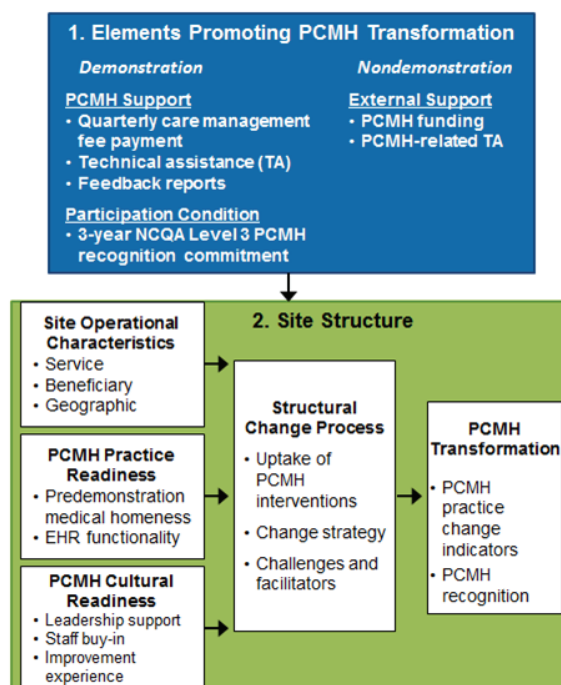 1. Elements Promoting PCMH Transformation
Demonstration
PCMH Support
• Quarterly care management
fee payment
• Technical assistance (TA)
• Feedback reports
Participation Condition
• 3-year NCQA Level 3 PCMH
recognition commitment
Nondemonstration
External Support
• PCMH funding
• PCMH-related TA
2. Site Structure
Site Operational
Characteristics
• Service
• Beneficiary
• Geographic
PCMH Practice
Readiness
• Predemonstration
medical homeness
• EHR functionality
PCMH Cultural
Readiness
• Leadership support
• Staff buy-in
• Improvement
experience
Structural
Change Process
• Uptake of
PCMH
interventions
• Change strategy
• Challenges and
facilitators
PCMH
Transformation
• PCMH
practice
change
indicators
• PCMH
recognition